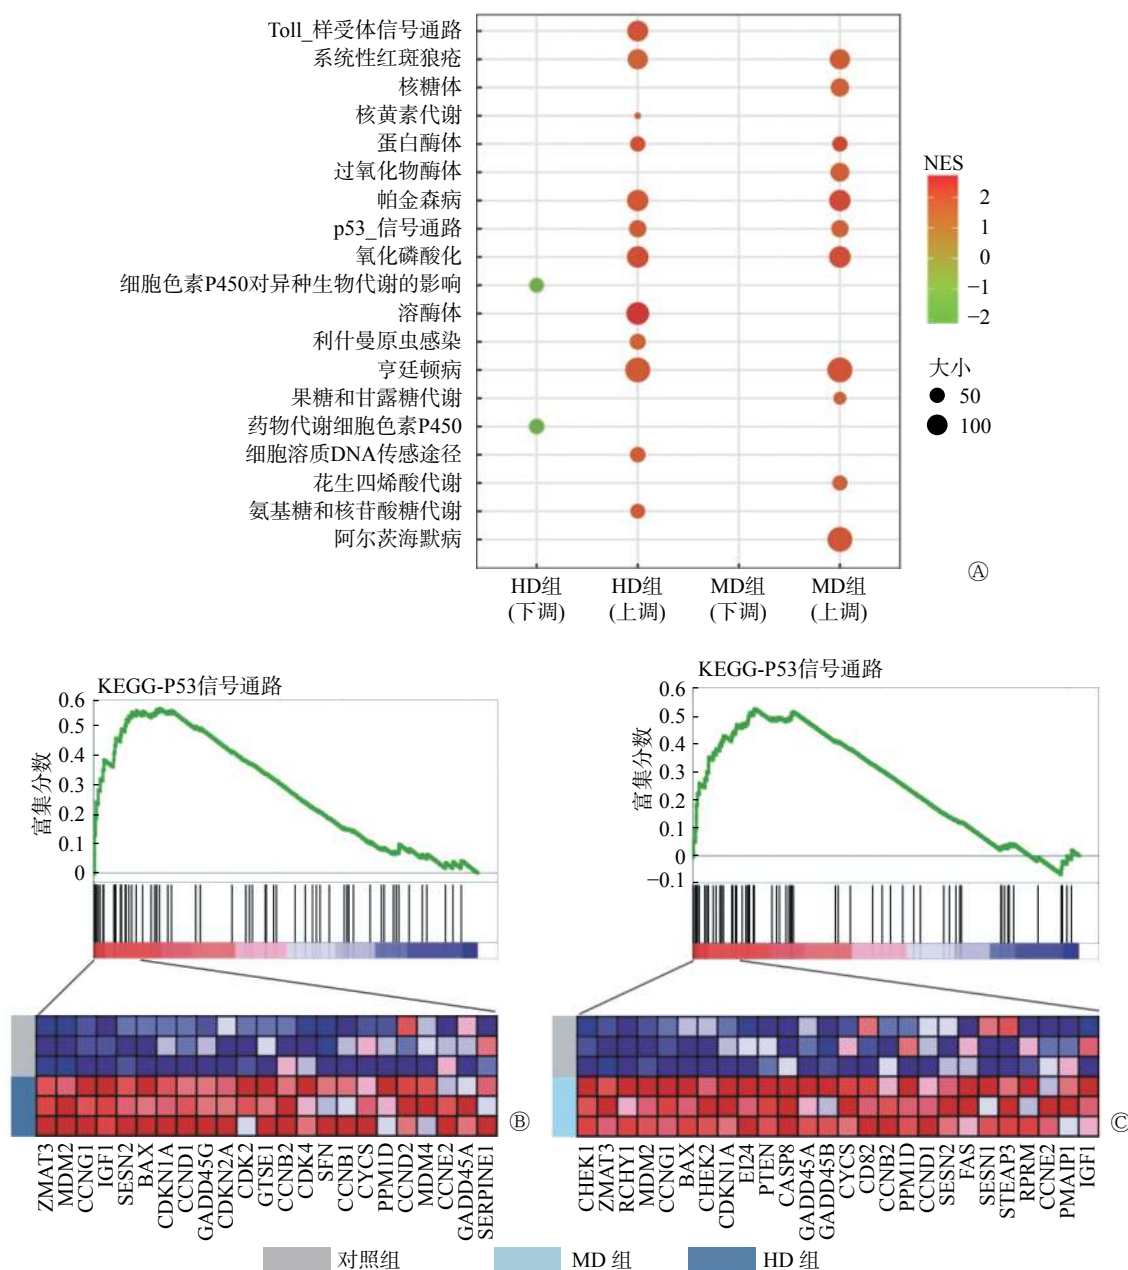 Toll_样受体信号通路
系统性红斑狼疮
核糖体
核黄素代谢
蛋白酶体
过氧化物酶体
帕金森病
p53_信号通路
氧化磷酸化
细胞色素P450对异种生物代谢的影响
溶酶体
利什曼原虫感染
亨廷顿病
果糖和甘露糖代谢
药物代谢细胞色素P450
细胞溶质DNA传感途径
花生四烯酸代谢
氨基糖和核苷酸糖代谢
阿尔茨海默病
HD组 HD组 MD组 MD组
(下调) (上调) (下调) (上调)
NES
2
1
0
−1
−2
大小
50
100
Ⓐ
KEGG-P53信号通路
富集分数
0.6
0.5
0.4
0.3
0.2
0.1
0
ZMAT3
MDM2
CCNG1
IGF1
SESN2
BAX
CDKN1A
CCND1
GADD45G
CDKN2A
CDK2
GTSE1
CCNB2
CDK4
SFN
CCNB1
CYCS
PPM1D
CCND2
MDM4
CCNE2
GADD45A
SERPINE1
Ⓑ
KEGG-P53信号通路
富集分数
0.6
0.5
0.4
0.3
0.2
0.1
0
−0.1
CHEK1
ZMAT3
RCHY1
MDM2
CCNG1
BAX
CHEK2
CDKN1A
EI24
PTEN
CASP8
GADD45A
GADD45B
CYCS
CD82
CCNB2
PPM1D
CCND1
SESN2
FAS
SESN1
STEAP3
RPRM
CCNE2
PMAIP1
IGF1
Ⓒ
对照组 MD 组 HD 组